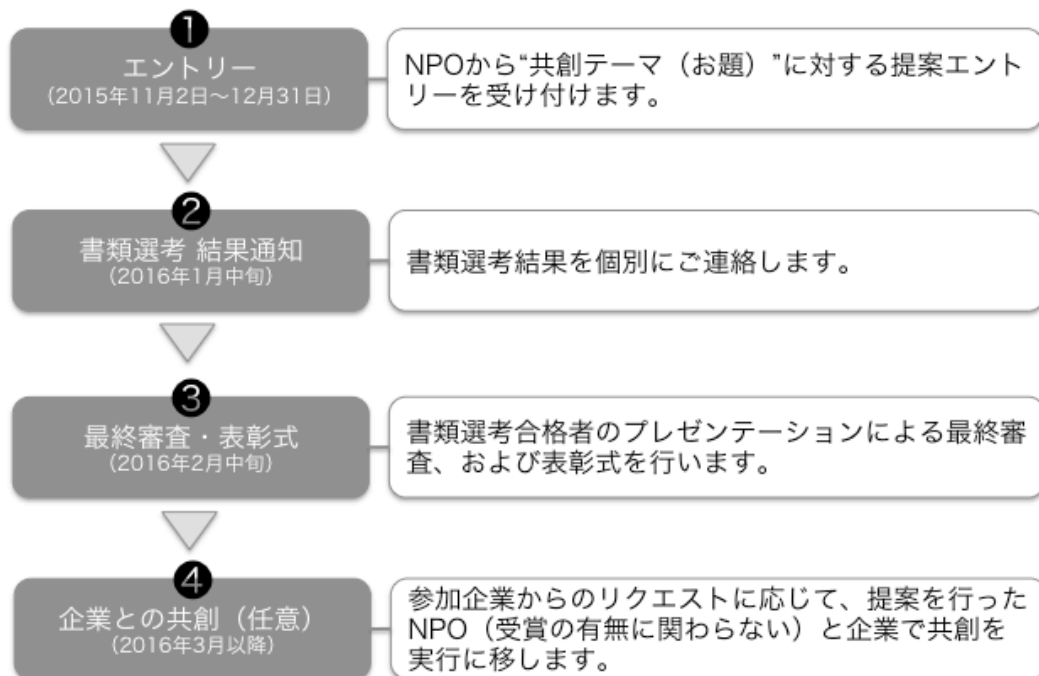 ❶
エントリー
（2015年11月2日〜12月31日）
NPOから“共創テーマ（お題）”に対する提案エント
リーを受け付けます。
❷
書類選考 結果通知
（2016年1月中旬）
書類選考結果を個別にご連絡します。
❸
最終審査・表彰式
（2016年2月中旬）
書類選考合格者のプレゼンテーションによる最終審
査、および表彰式を行います。
❹
企業との共創（任意）
（2016年3月以降）
参加企業からのリクエストに応じて、提案を行った
NPO（受賞の有無に関わらない）と企業で共創を
実行に移します。